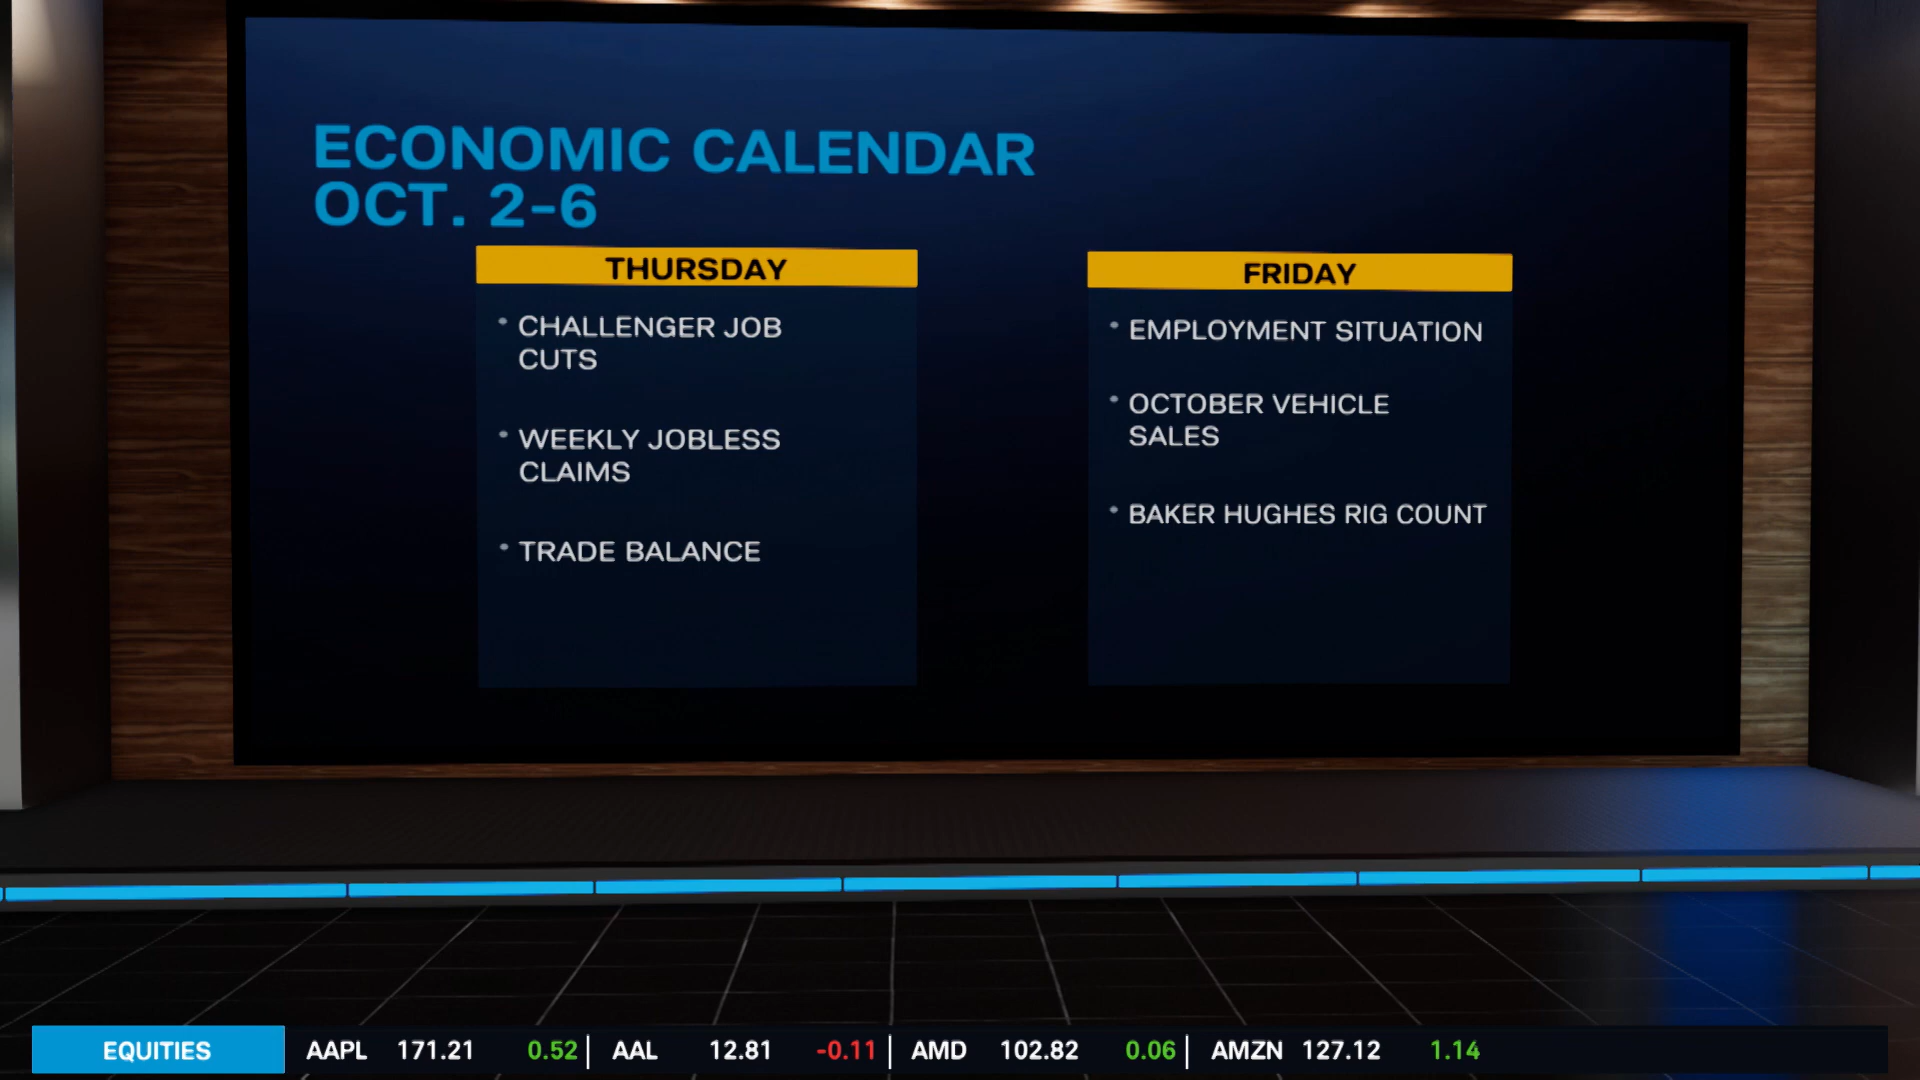 ECONOMIC CALENDAR
OCT. 2-6
THURSDAY
• CHALLENGER JOB
CUTS
• WEEKLY JOBLESS
CLAIMS
• TRADE BALANCE
FRIDAY
• EMPLOYMENT SITUATION
• OCTOBER VEHICLE
SALES
• BAKER HUGHES RIG COUNT
EQUITIES AAPL 171.21 0.52 | AAL 12.81 -0.11 | AMD 102.82 0.06 | AMZN 127.12 1.14